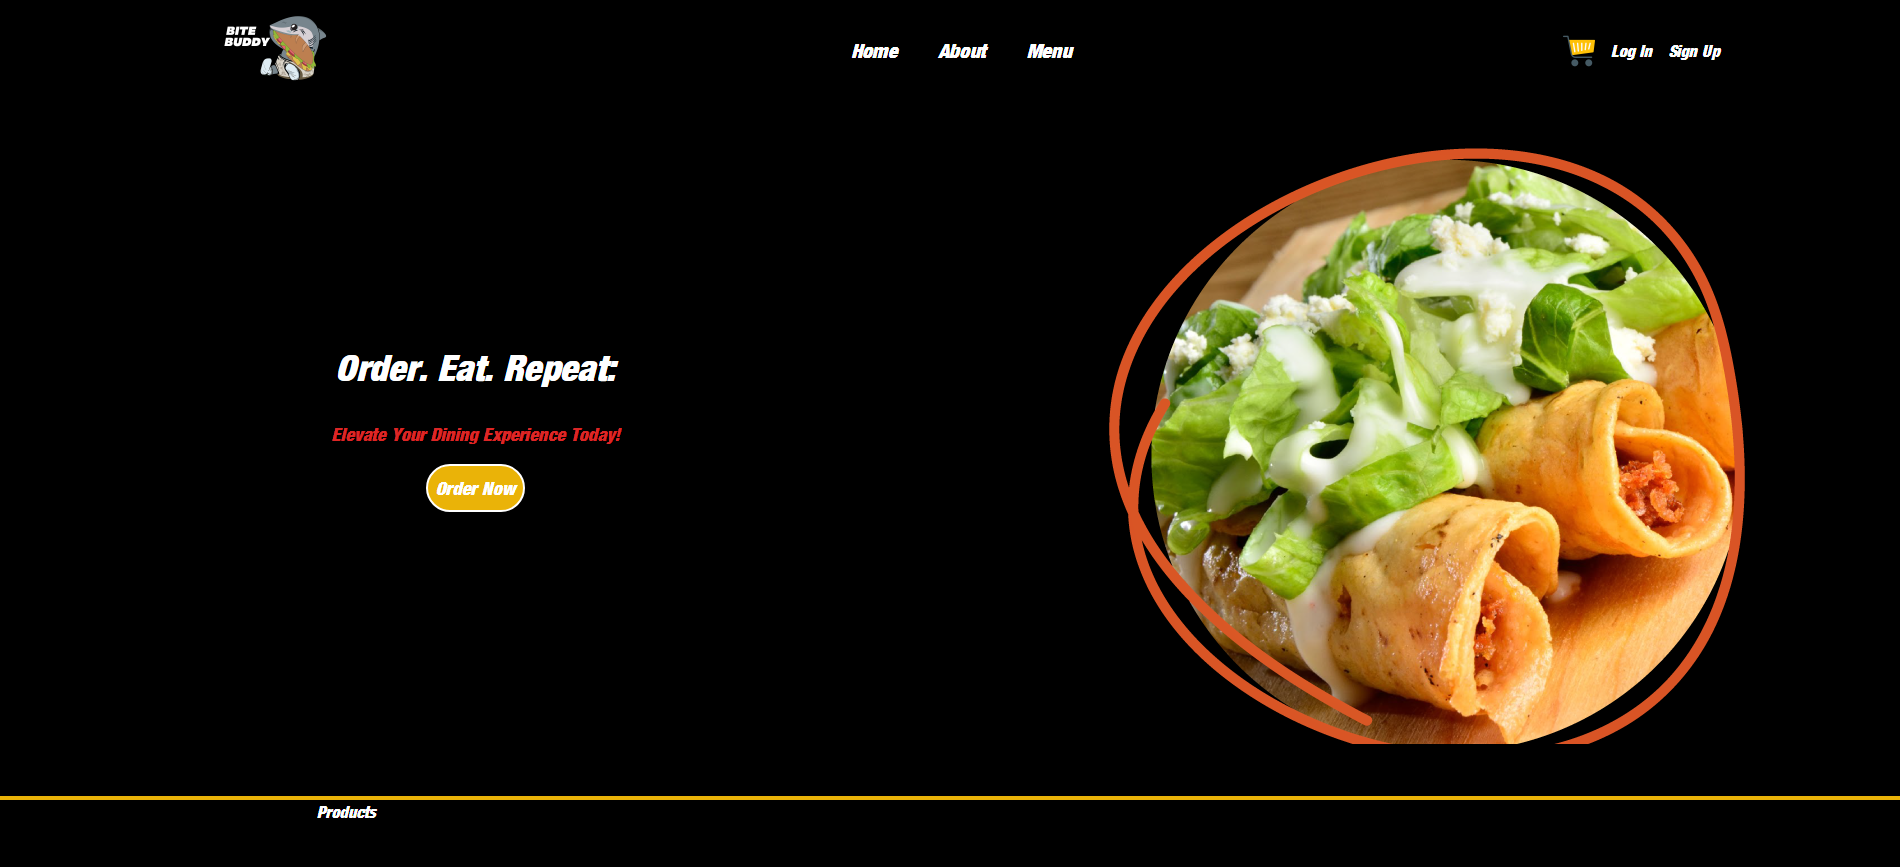 BITE
BUDDY
Home About Menu
Log In Sign Up
Order. Eat. Repeat:
Elevate Your Dining Experience Today!
Order Now
Products